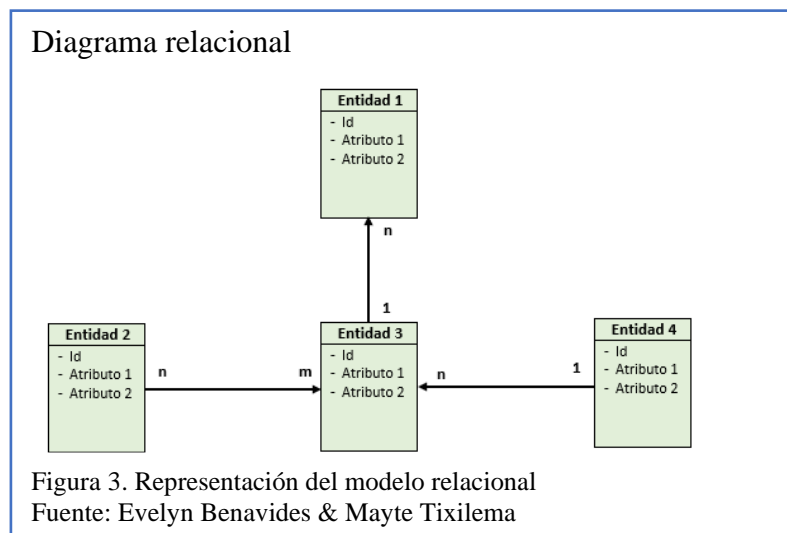 Diagrama relacional
Entidad 1
- Id
- Atributo 1
- Atributo 2
n
1
Entidad 2
- Id
- Atributo 1
- Atributo 2
n
m
Entidad 3
- Id
- Atributo 1
- Atributo 2
n
1
Entidad 4
- Id
- Atributo 1
- Atributo 2
Figura 3. Representación del modelo relacional
Fuente: Evelyn Benavides & Mayte Tixilema